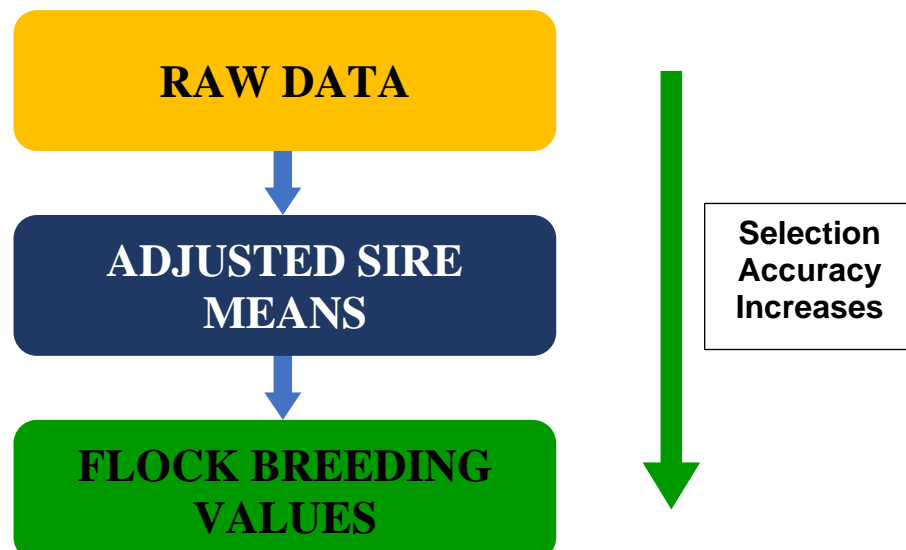 RAW DATA
ADJUSTED SIRE
MEANS
Selection
Accuracy
Increases
FLOCK BREEDING
VALUES